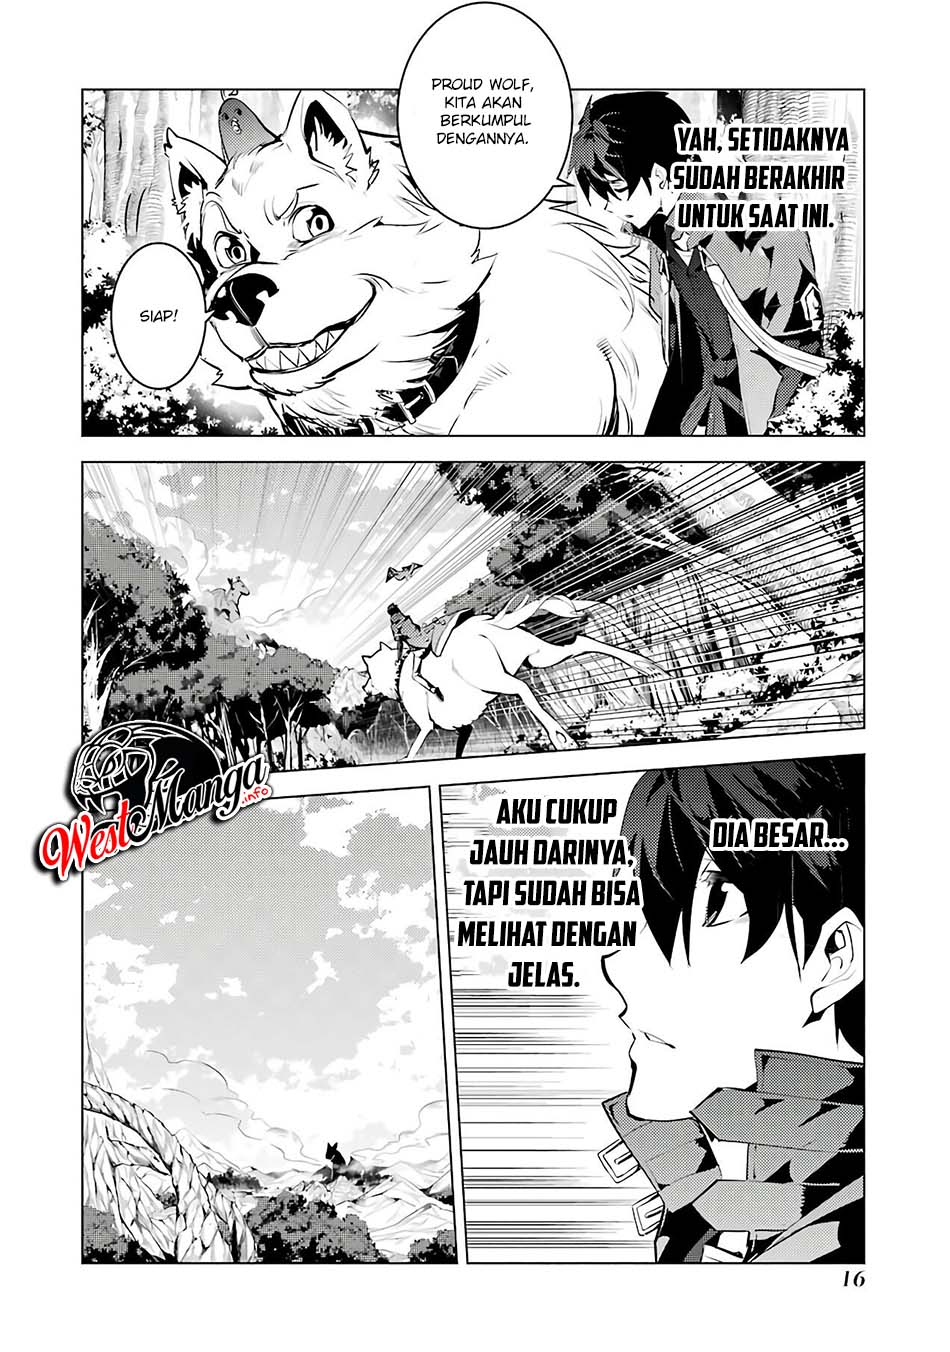 YAH, SETIDAKNYA
SUDAH BERAKHIR
UNTUK SAAT INI.
PROUD WOLF,
KITA AKAN
BERKUMPUL
DENGANNYA.
SIAP!
DIA BESAR...
AKU CUKUP
JAUH DARINYA,
TAPI SUDAH BISA
MELIHAT DENGAN
JELAS.
WestManga
.info
16